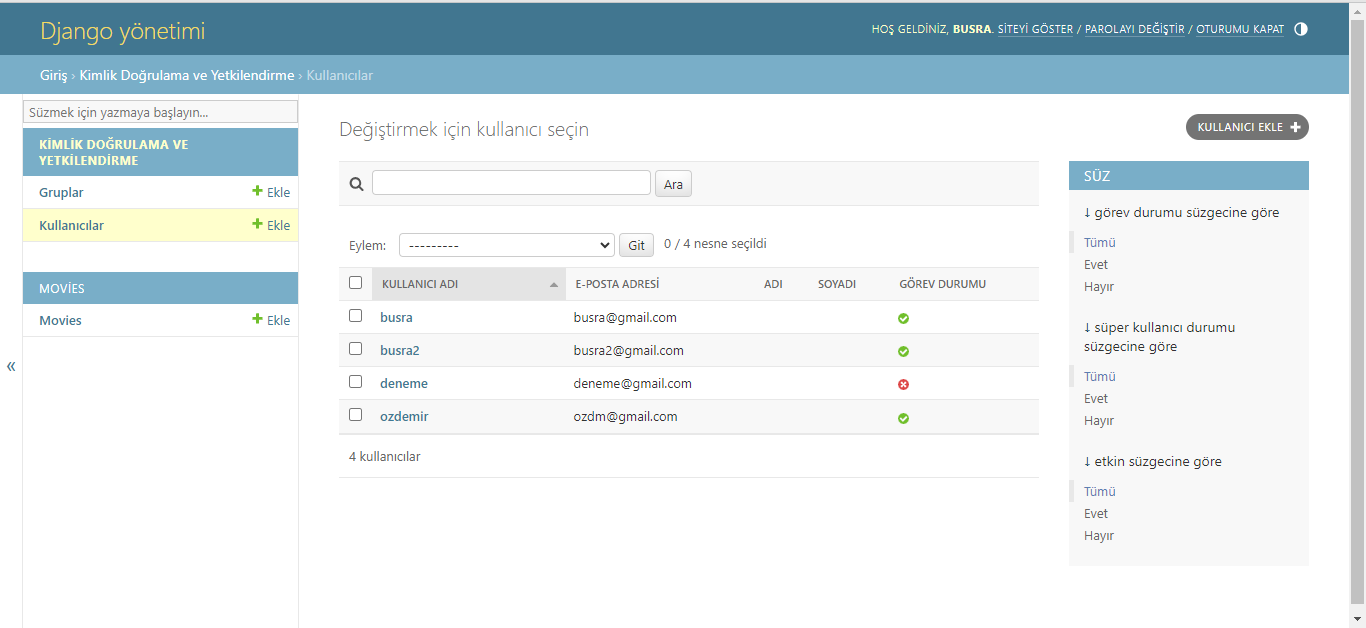 Django yönetimi
HOŞ GELDİNİZ, BUSRA. SİTEYİ GÖSTER / PAROLAYI DEĞİŞTİR / OTURUMU KAPAT
Giriş › Kimlik Doğrulama ve Yetkilendirme › Kullanıcılar
Süzmek için yazmaya başlayın...
KİMLİK DOĞRULAMA VE
YETKİLENDİRME
Gruplar
Ekle
Kullanıcılar
Ekle
MOVİES
Movies
Ekle
«
Değiştirmek için kullanıcı seçin
KULLANICI EKLE
Ara
Eylem: --------- Git 0 / 4 nesne seçildi
KULLANICI ADI E-POSTA ADRESİ ADI SOYADI GÖREV DURUMU
busra busra@gmail.com
busra2 busra2@gmail.com
deneme deneme@gmail.com
ozdemir ozdm@gmail.com
4 kullanıcılar
SÜZ
↓ görev durumu süzgecine göre
Tümü
Evet
Hayır
↓ süper kullanıcı durumu
süzgecine göre
Tümü
Evet
Hayır
↓ etkin süzgecine göre
Tümü
Evet
Hayır